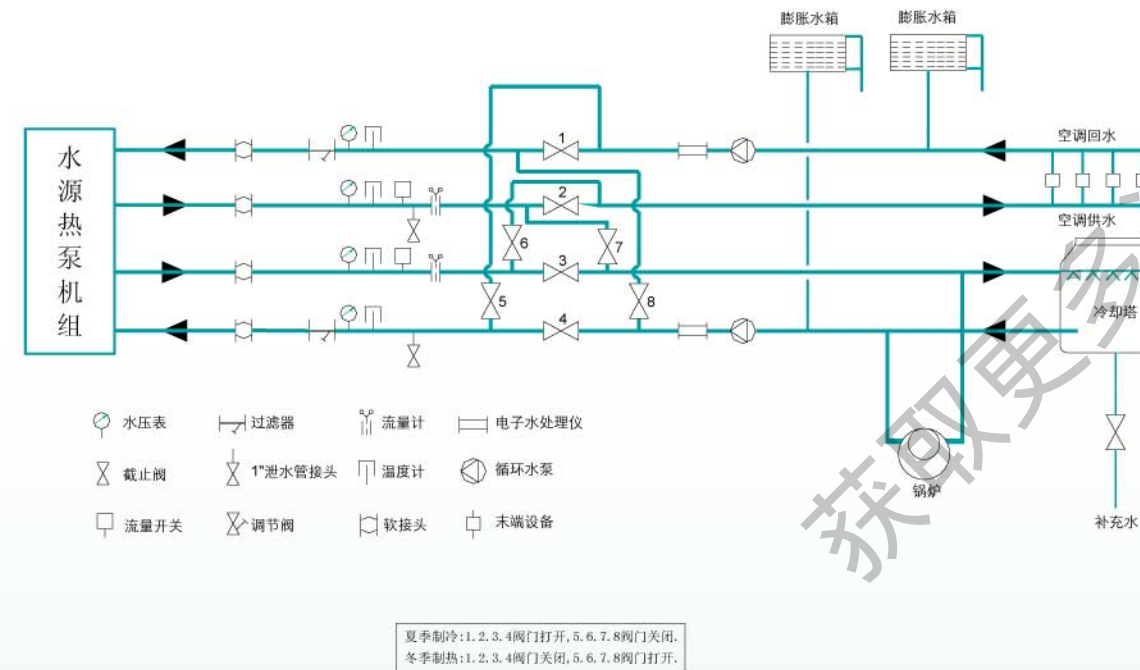 膨胀水箱
膨胀水箱
水源热泵机组
1
空调回水
2
空调供水
6
7
3
5
8
4
冷却塔
锅炉
补充水
水压表
过滤器
流量计
电子水处理仪
截止阀
1"泄水管接头
温度计
循环水泵
流量开关
调节阀
软接头
末端设备
获取更多
夏季制冷:1.2.3.4阀门打开,5.6.7.8阀门关闭.
冬季制热:1.2.3.4阀门关闭,5.6.7.8阀门打开.